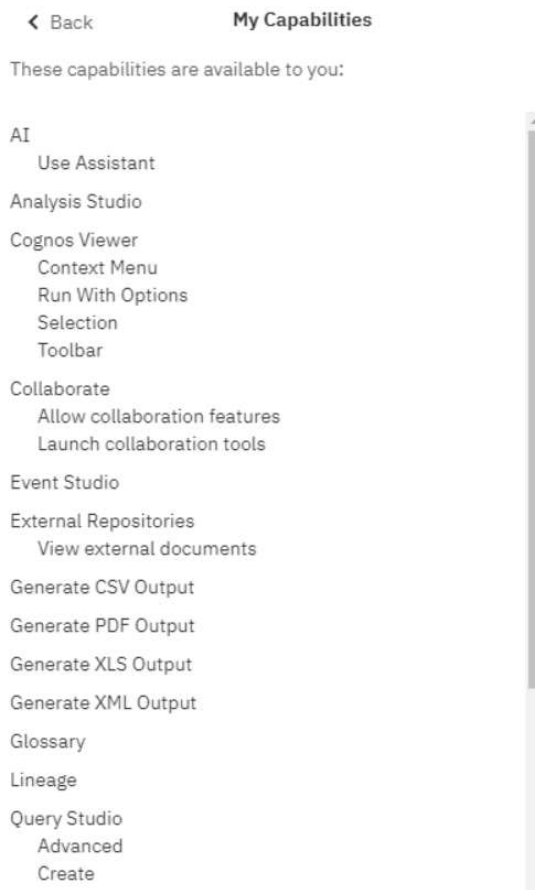 Back
My Capabilities
These capabilities are available to you:
AI
Use Assistant
Analysis Studio
Cognos Viewer
Context Menu
Run With Options
Selection
Toolbar
Collaborate
Allow collaboration features
Launch collaboration tools
Event Studio
External Repositories
View external documents
Generate CSV Output
Generate PDF Output
Generate XLS Output
Generate XML Output
Glossary
Lineage
Query Studio
Advanced
Create